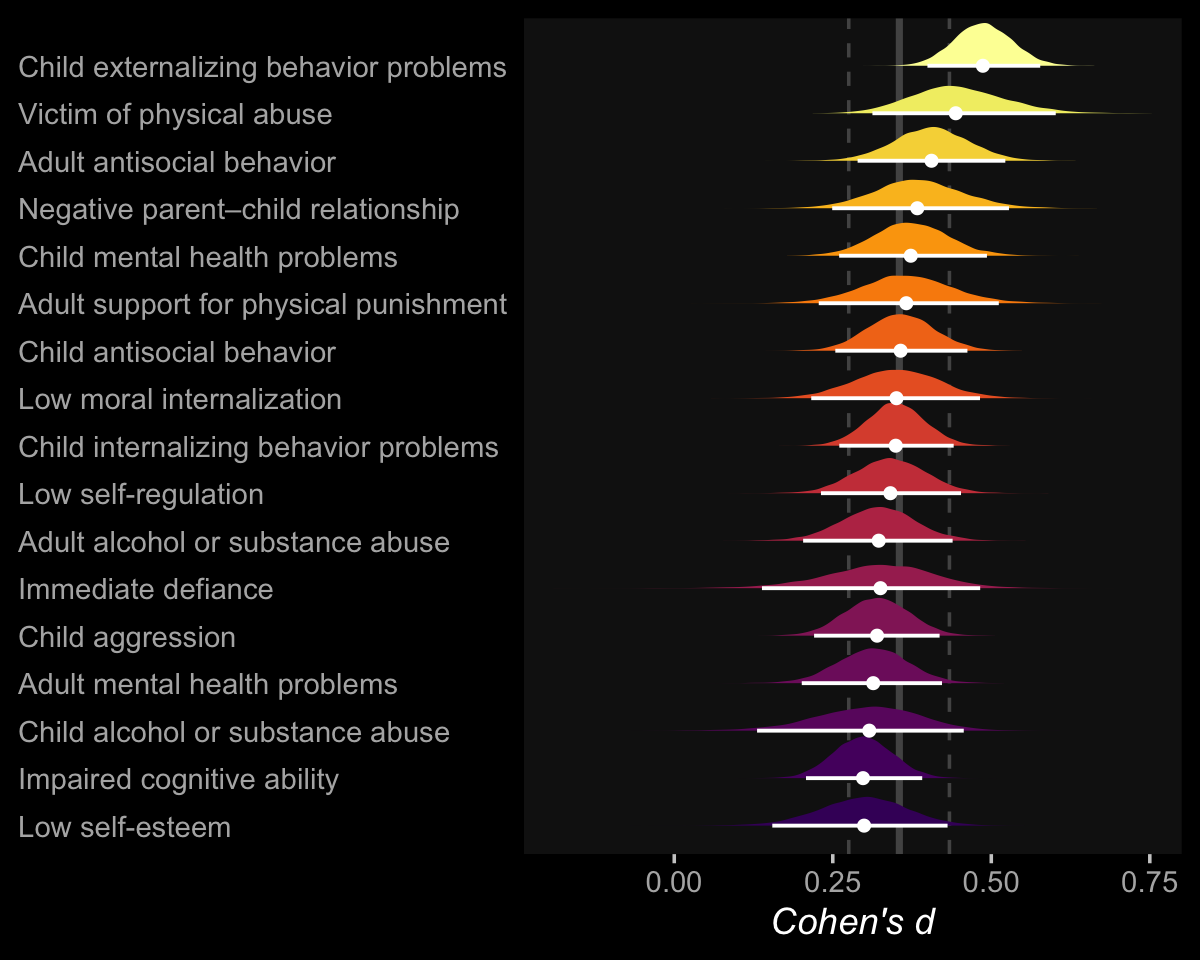 Child externalizing behavior problems
Victim of physical abuse
Adult antisocial behavior
Negative parent–child relationship
Child mental health problems
Adult support for physical punishment
Child antisocial behavior
Low moral internalization
Child internalizing behavior problems
Low self-regulation
Adult alcohol or substance abuse
Immediate defiance
Child aggression
Adult mental health problems
Child alcohol or substance abuse
Impaired cognitive ability
Low self-esteem
0.00 0.25 0.50 0.75
Cohen's d